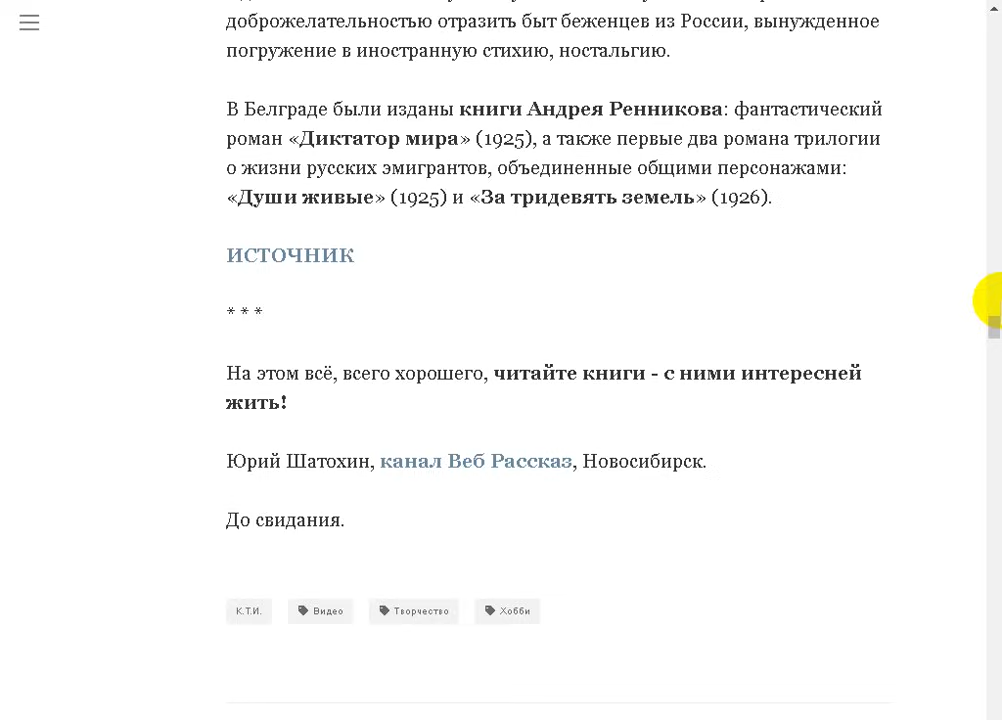 доброжелательностью отразить быт беженцев из России, вынужденное
погружение в иностранную стихию, ностальгию.
В Белграде были изданы книги Андрея Ренникова: фантастический
роман «Диктатор мира» (1925), а также первые два романа трилогии
о жизни русских эмигрантов, объединенные общими персонажами:
«Души живые» (1925) и «За тридевять земель» (1926).
ИСТОЧНИК
* * *
На этом всё, всего хорошего, читайте книги - с ними интересней
жить!
Юрий Шатохин, канал Веб Рассказ, Новосибирск.
До свидания.
К.Т.И. Видео Творчество Хобби